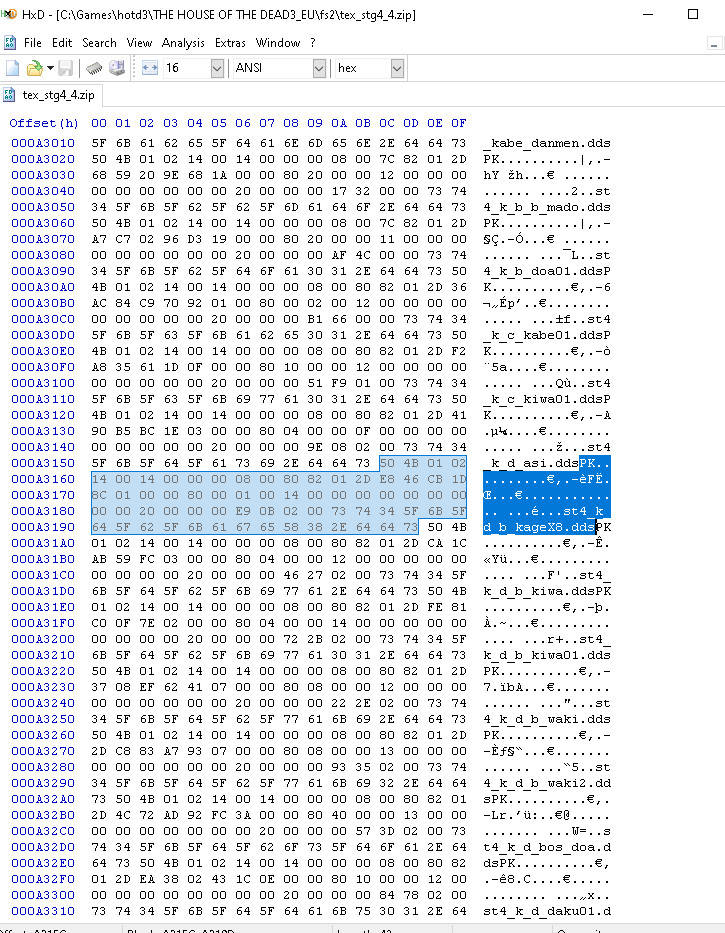 HxD - [C:\Games\hotd3\THE HOUSE OF THE DEAD3_EU\fs2\tex_stg4_4.zip]
File Edit Search View Analysis Extras Window ?
16 ANSI hex
tex_stg4_4.zip
Offset(h) 00 01 02 03 04 05 06 07 08 09 0A 0B 0C 0D 0E 0F
000A3010 5F 6B 61 62 65 5F 64 61 6E 6D 65 6E 2E 64 64 73 _kabe_danmen.dds
000A3020 50 4B 01 02 14 00 14 00 00 00 08 00 7C 82 01 2D PK..........|‚.-
000A3030 68 59 20 9E 68 1A 00 00 80 20 00 00 12 00 00 00 hY žh...€ ......
000A3040 00 00 00 00 00 00 20 00 00 00 17 32 00 00 73 74 ...... ....2..st
000A3050 34 5F 6B 5F 62 5F 62 5F 6D 61 64 6F 2E 64 64 73 4_k_b_b_mado.dds
000A3060 50 4B 01 02 14 00 14 00 00 00 08 00 7C 82 01 2D PK..........|‚.-
000A3070 A7 C7 02 96 D3 19 00 00 80 20 00 00 11 00 00 00 §Ç.–Ó...€ ......
000A3080 00 00 00 00 00 00 20 00 00 00 AF 4C 00 00 73 74 ...... ...¯L..st
000A3090 34 5F 6B 5F 62 5F 64 6F 61 30 31 2E 64 64 73 50 4_k_b_doa01.ddsP
000A30A0 4B 01 02 14 00 14 00 00 00 08 00 80 82 01 2D 36 K..........€‚.-6
000A30B0 AC 84 C9 70 92 01 00 80 00 02 00 12 00 00 00 00 ¬„Ép’..€........
000A30C0 00 00 00 00 00 20 00 00 00 B1 66 00 00 73 74 34 ..... ...±f..st4
000A30D0 5F 6B 5F 63 5F 6B 61 62 65 30 31 2E 64 64 73 50 _k_c_kabe01.ddsP
000A30E0 4B 01 02 14 00 14 00 00 00 08 00 80 82 01 2D F2 K..........€‚.-ò
000A30F0 A8 35 61 1D 0F 00 00 80 10 00 00 12 00 00 00 00 ¨5a....€........
000A3100 00 00 00 00 00 20 00 00 00 51 F9 01 00 73 74 34 ..... ...Qù..st4
000A3110 5F 6B 5F 63 5F 6B 69 77 61 30 31 2E 64 64 73 50 _k_c_kiwa01.ddsP
000A3120 4B 01 02 14 00 14 00 00 00 08 00 80 82 01 2D 41 K..........€‚.-A
000A3130 90 B5 BC 1E 03 00 00 80 04 00 00 0F 00 00 00 00 .µ¼....€........
000A3140 00 00 00 00 00 20 00 00 00 9E 08 02 00 73 74 34 ..... ...ž...st4
000A3150 5F 6B 5F 64 5F 61 73 69 2E 64 64 73 50 4B 01 02 _k_d_asi.ddsPK..
000A3160 14 00 14 00 00 00 08 00 80 82 01 2D E8 46 CB 1D ........€‚.-èFË.
000A3170 8C 01 00 00 80 00 01 00 14 00 00 00 00 00 00 00 Œ...€...........
000A3180 00 00 20 00 00 00 E9 0B 02 00 73 74 34 5F 6B 5F .. ...é...st4_k_
000A3190 64 5F 62 5F 6B 61 67 65 58 38 2E 64 64 73 50 4B d_b_kageX8.ddsPK
000A31A0 01 02 14 00 14 00 00 00 08 00 80 82 01 2D CA 1C ..........€‚.-Ê.
000A31B0 AB 59 FC 03 00 00 80 04 00 00 12 00 00 00 00 00 «Yü...€.........
000A31C0 00 00 00 00 20 00 00 00 46 27 02 00 73 74 34 5F .... ...F'..st4_
000A31D0 6B 5F 64 5F 62 5F 6B 69 77 61 2E 64 64 73 50 4B k_d_b_kiwa.ddsPK
000A31E0 01 02 14 00 14 00 00 00 08 00 80 82 01 2D FE 81 ..........€‚.-þ.
000A31F0 C0 0F 7E 02 00 00 80 04 00 00 14 00 00 00 00 00 À.~...€.........
000A3200 00 00 00 00 20 00 00 00 72 2B 02 00 73 74 34 5F .... ...r+..st4_
000A3210 6B 5F 64 5F 62 5F 6B 69 77 61 30 31 2E 64 64 73 k_d_b_kiwa01.dds
000A3220 50 4B 01 02 14 00 14 00 00 00 08 00 80 82 01 2D PK..........€‚.-
000A3230 37 08 EF 62 41 07 00 00 80 08 00 00 12 00 00 00 7.ïbA...€.......
000A3240 00 00 00 00 00 00 20 00 00 00 22 2E 02 00 73 74 ...... ..."...st
000A3250 34 5F 6B 5F 64 5F 62 5F 77 61 6B 69 2E 64 64 73 4_k_d_b_waki.dds
000A3260 50 4B 01 02 14 00 14 00 00 00 08 00 80 82 01 2D PK..........€‚.-
000A3270 2D C8 83 A7 93 07 00 00 80 08 00 00 13 00 00 00 -Èƒ§“...€.......
000A3280 00 00 00 00 00 00 20 00 00 00 93 35 02 00 73 74 ...... ...“5..st
000A3290 34 5F 6B 5F 64 5F 62 5F 77 61 6B 69 32 2E 64 64 4_k_d_b_waki2.dd
000A32A0 73 50 4B 01 02 14 00 14 00 00 00 08 00 80 82 01 sPK..........€‚.
000A32B0 2D 4C 72 AD 92 FC 3A 00 00 80 40 00 00 13 00 00 -Lr.’ü:..€@.....
000A32C0 00 00 00 00 00 00 00 20 00 00 00 57 3D 02 00 73 ....... ...W=..s
000A32D0 74 34 5F 6B 5F 64 5F 62 6F 73 5F 64 6F 61 2E 64 t4_k_d_bos_doa.d
000A32E0 64 73 50 4B 01 02 14 00 14 00 00 00 08 00 80 82 dsPK..........€‚
000A32F0 01 2D EA 38 02 43 1C 0E 00 00 80 10 00 00 12 00 .-ê8.C....€.....
000A3300 00 00 00 00 00 00 00 00 20 00 00 00 84 78 02 00 ........ ...„x..
000A3310 73 74 34 5F 6B 5F 64 5F 64 61 6B 75 30 31 2E 64 st4_k_d_daku01.d